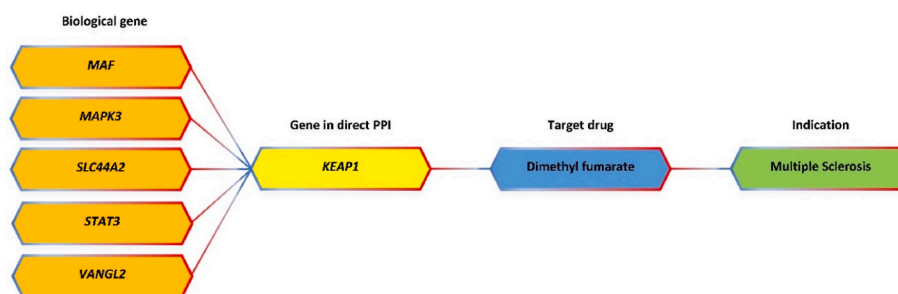 Biological gene
MAF
MAPK3
SLC44A2
STAT3
VANGL2
Gene in direct PPI
KEAP1
Target drug
Dimethyl fumarate
Indication
Multiple Sclerosis